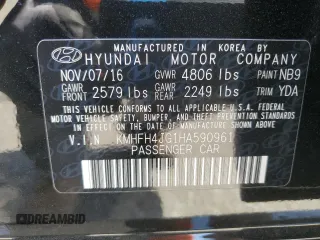 MANUFACTURED IN KOREA BY
HYUNDAI MOTOR COMPANY
NOV/07/16 GVWR 4806 lbs PAINT NB9
GAWR FRONT 2579 lbs GAWR REAR 2249 lbs TRIM YDA
THIS VEHICLE CONFORMS TO ALL APPLICABLE
U.S. FEDERAL MOTOR VEHICLE SAFETY, BUMPER,
AND THEFT PREVENTION STANDARDS IN EFFECT ON
THE DATE OF MANUFACTURE SHOWN ABOVE.
V.I.N KMHFH4JG1HA590961
PASSENGER CAR
AUTOBIDMASTER